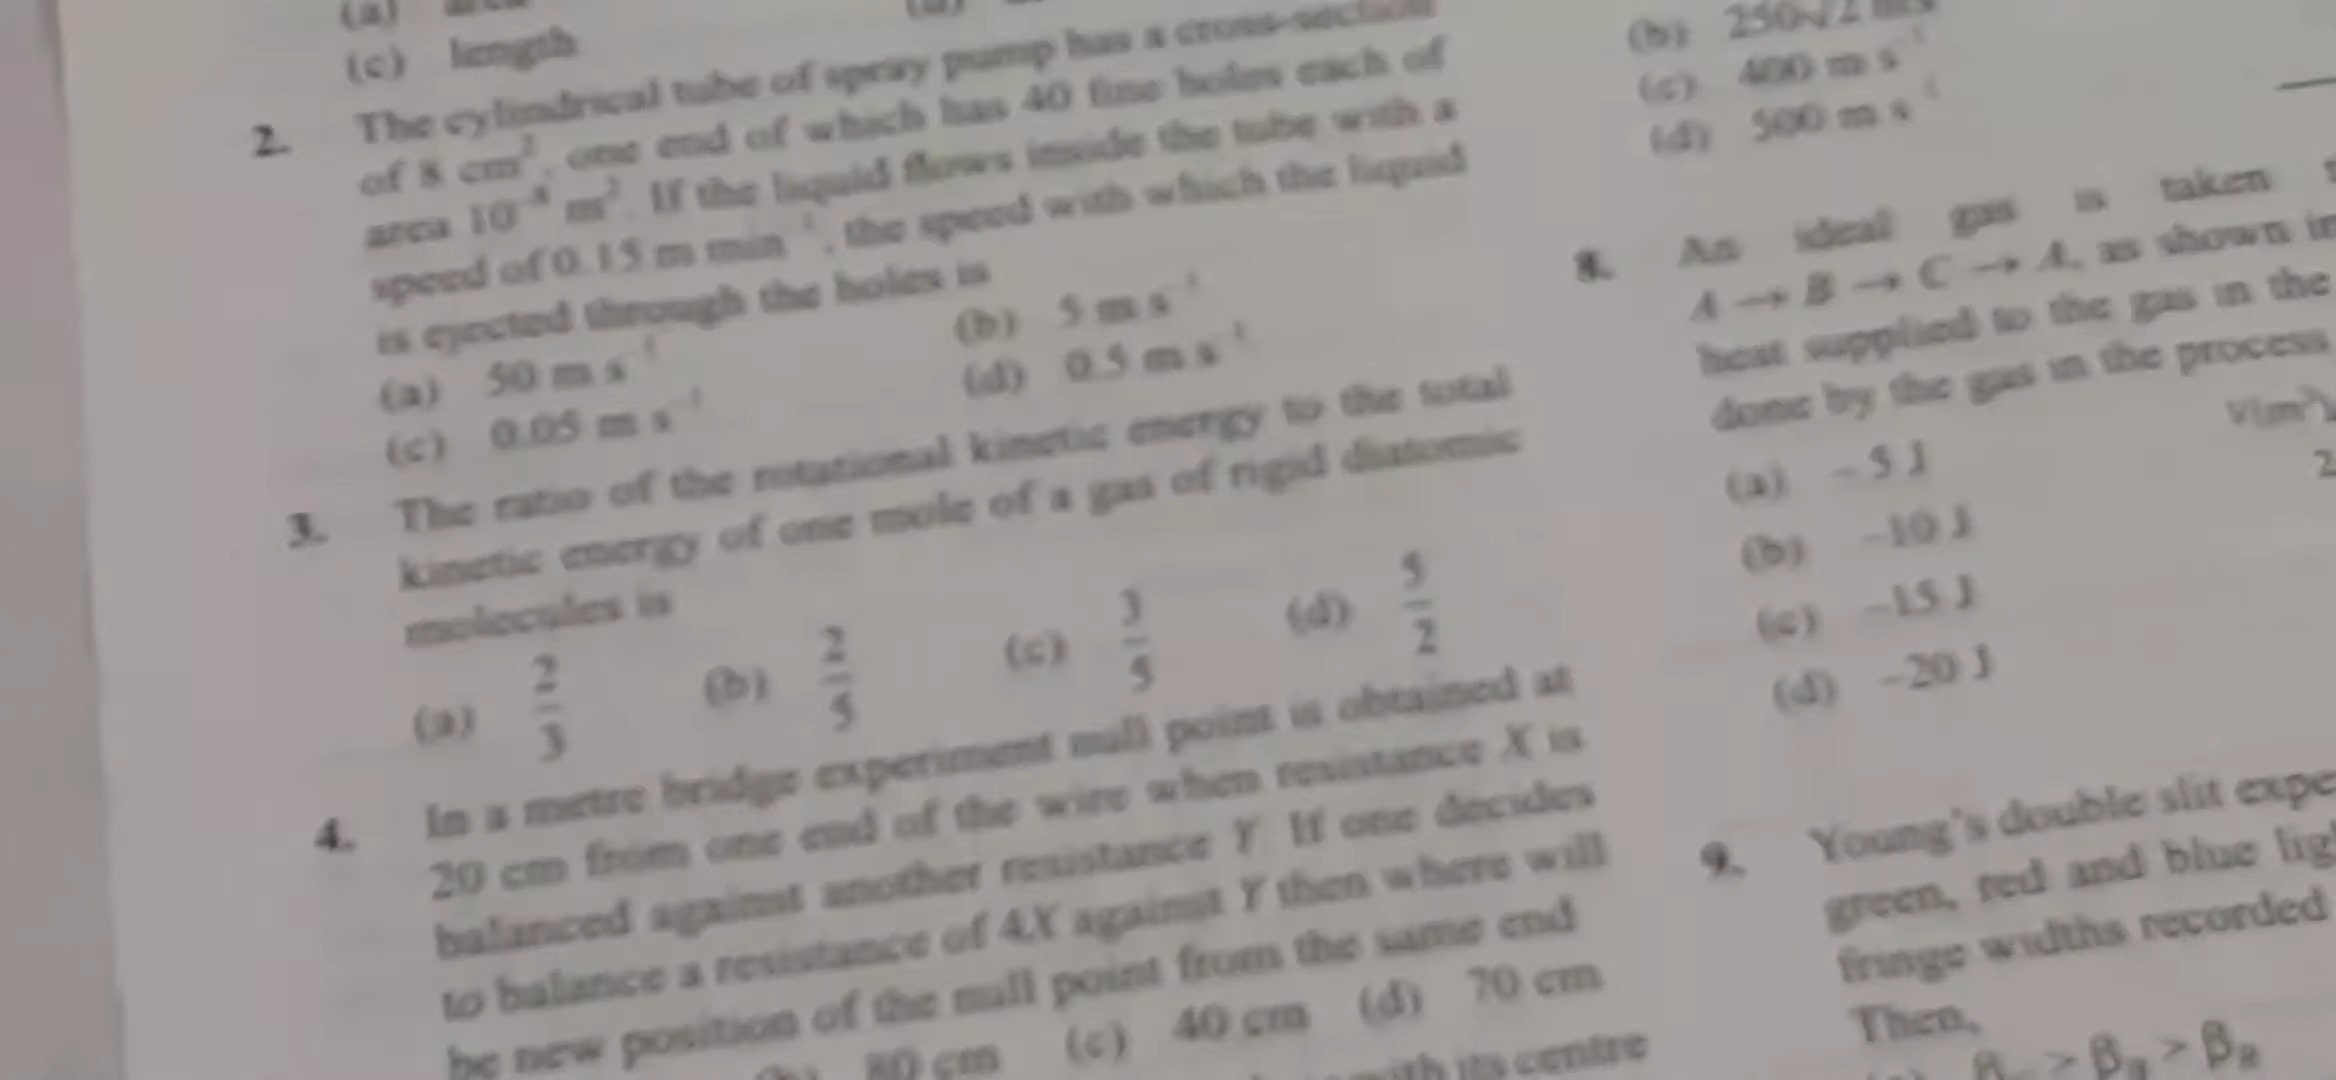 (c) length
2. The cylindrical tube of spray pump has a cross-section
of 8 cm², one end of which has 40 fine holes each of
area 10⁻⁸ m². If the liquid flows inside the tube with a
speed of 0.15 m min⁻¹, the speed with which the liquid
is ejected through the holes is
(a) 50 m s⁻¹ (b) 5 m s⁻¹
(c) 0.05 m s⁻¹ (d) 0.5 m s⁻¹
3. The ratio of the rotational kinetic energy to the total
kinetic energy of one mole of a gas of rigid diatomic
molecules is
(a) 2/3 (b) 2/5 (c) 3/5 (d) 5/2
4. In a metre bridge experiment null point is obtained at
20 cm from one end of the wire when resistance X is
balanced against another resistance Y. If one decides
to balance a resistance of 4X against Y then where will
be new position of the null point from the same end
(b) 80 cm (c) 40 cm (d) 70 cm
with its centre
(b) 250√2
(c) 400 m s⁻¹
(d) 500 m s⁻¹
8. An ideal gas is taken
A → B → C → A, as shown in
heat supplied to the gas in the
done by the gas in the process
V(m³)
2
(a) –5 J
(b) –10 J
(c) –15 J
(d) –20 J
9. Young's double slit
green, red and blue
fringe widths recorded
Then,
> β > β